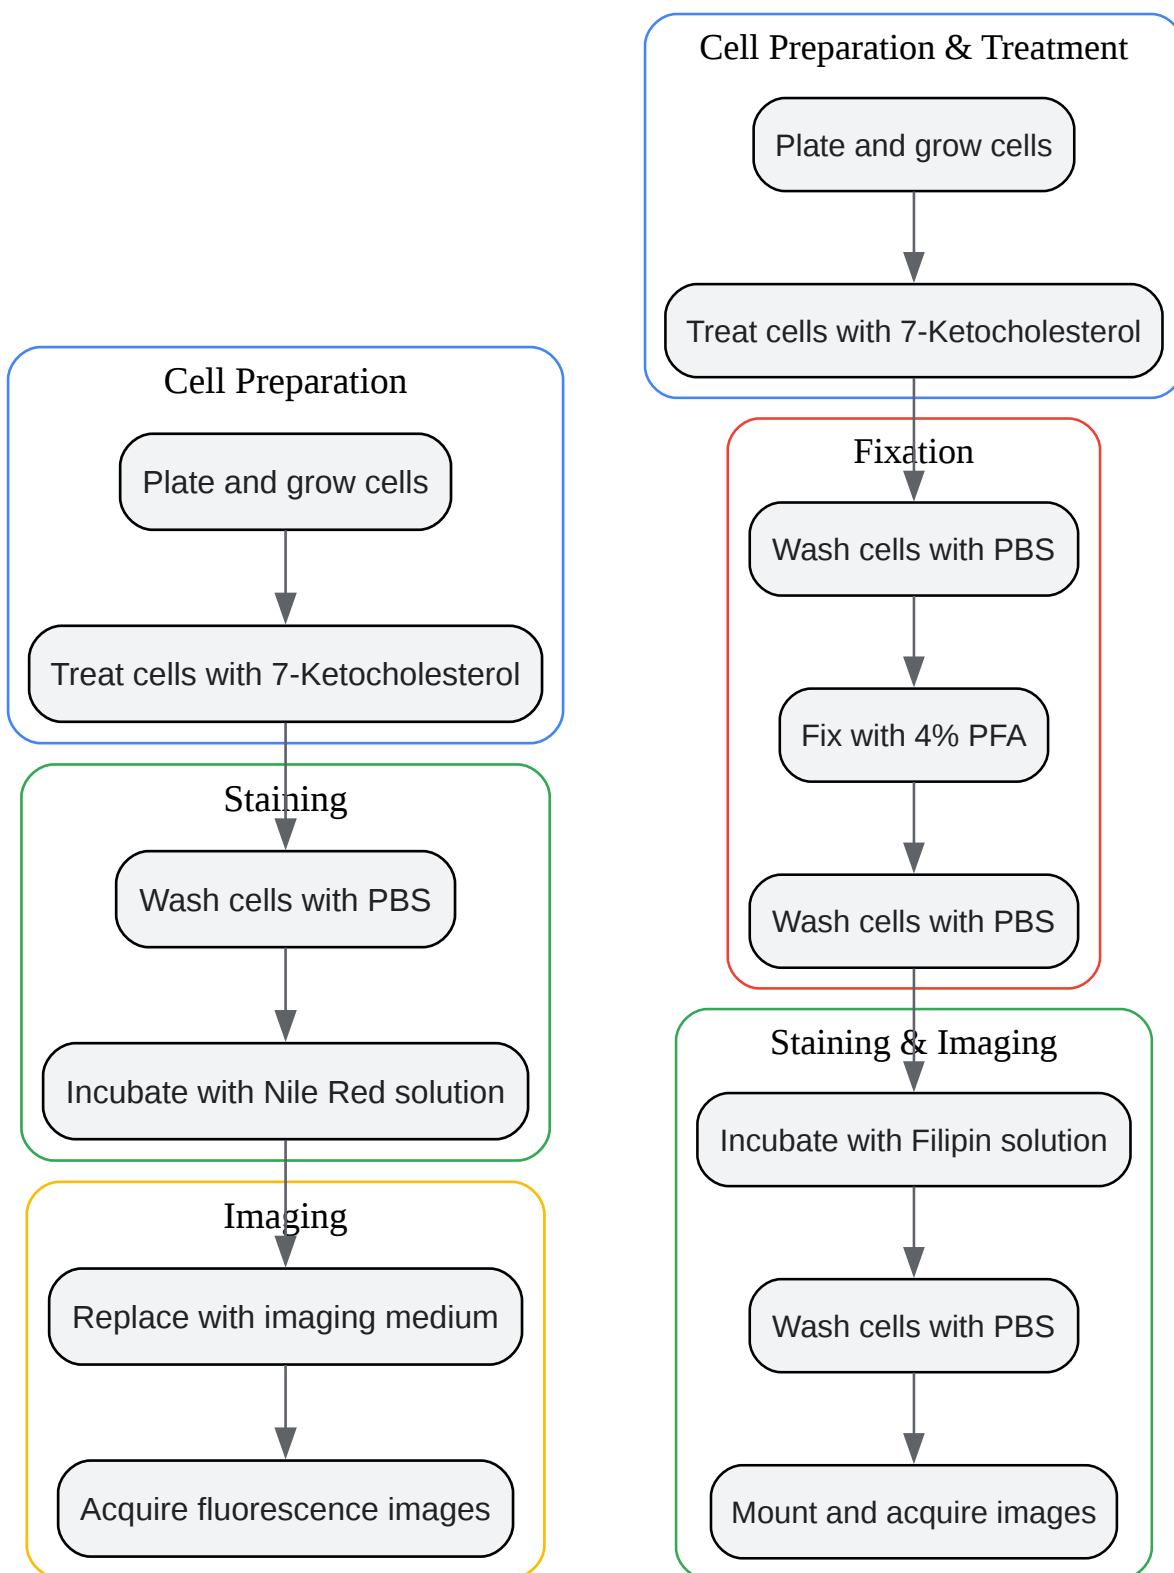 Cell Preparation
Plate and grow cells
Treat cells with 7-Ketocholesterol
Staining
Wash cells with PBS
Incubate with Nile Red solution
Imaging
Replace with imaging medium
Acquire fluorescence images
Cell Preparation & Treatment
Plate and grow cells
Treat cells with 7-Ketocholesterol
Fixation
Wash cells with PBS
Fix with 4% PFA
Wash cells with PBS
Staining & Imaging
Incubate with Filipin solution
Wash cells with PBS
Mount and acquire images